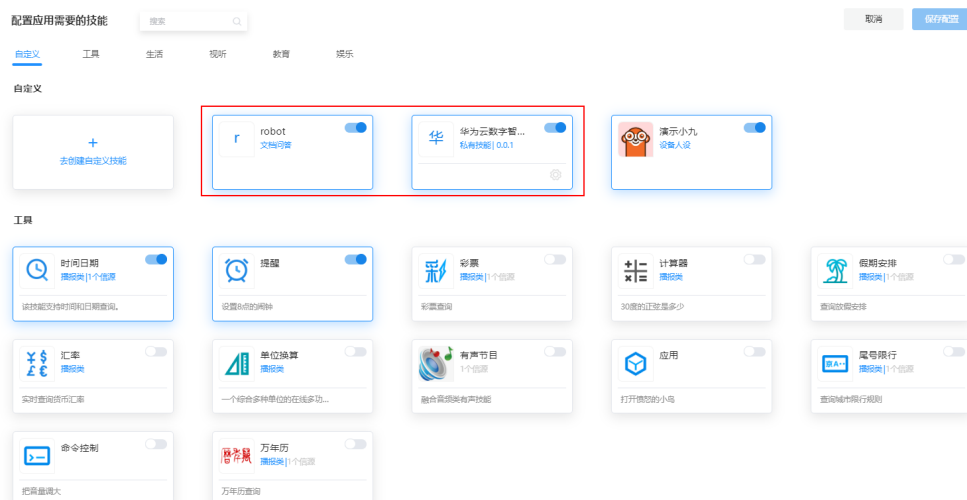 配置应用需要的技能
搜索
取消
保存配置
自定义
工具
生活
视听
教育
娱乐
自定义
+
去创建自定义技能
r
robot
文档问答
华
华为云数字智...
私有技能| 0.0.1
演示小九
设备人设
工具
时间日期
播报类|1个信源
该技能支持时间和日期查询。
提醒
设置8点的闹钟
彩
彩票
播报类|1个信源
彩票查询
计算器
播报类
30度的正弦是多少
假期安排
播报类|1个信源
查询放假安排
汇率
播报类
实时查询货币汇率
单位换算
播报类
一个综合多种单位的在线多功...
有声节目
1个信源
融合音频类有声技能
应用
打开愤怒的小鸟
京A··
尾号限行
播报类|1个信源
查询城市限行规则
命令控制
把音量调大
万年历
播报类|1个信源
万年历查询